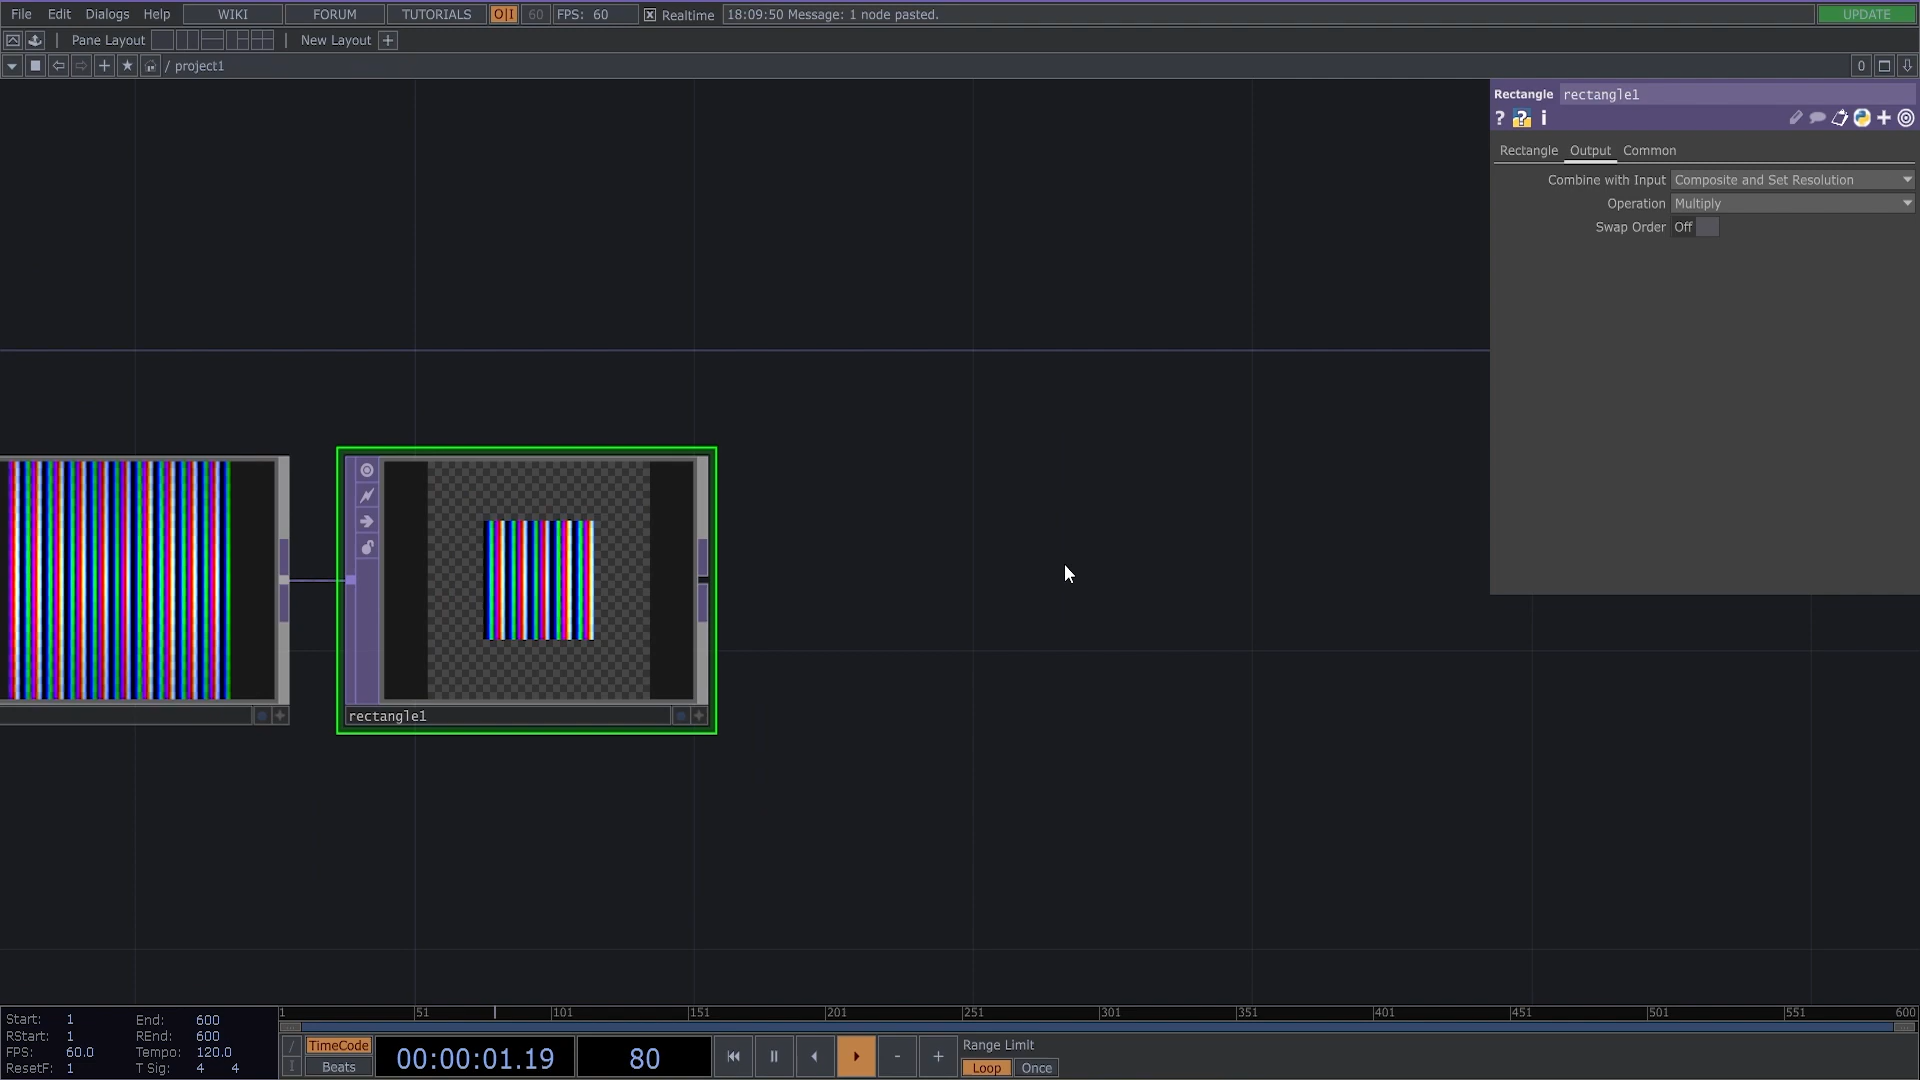 File Edit Dialogs Help WIKI FORUM TUTORIALS O|I 60 FPS: 60 Realtime 18:09:50 Message: 1 node pasted. UPDATE
Pane Layout New Layout +
/ project1 0
Rectangle rectangle1
? ? i
Rectangle Output Common
Combine with Input Composite and Set Resolution
Operation Multiply
Swap Order Off
rectangle1
1 51 101 151 201 251 301 351 401 451 501 551 600
Start: 1 End: 600
RStart: 1 REnd: 600
FPS: 60.0 Tempo: 120.0
ResetF: 1 T Sig: 4 4
TimeCode
Beats
00:00:01.19 80 - +
Range Limit
Loop Once